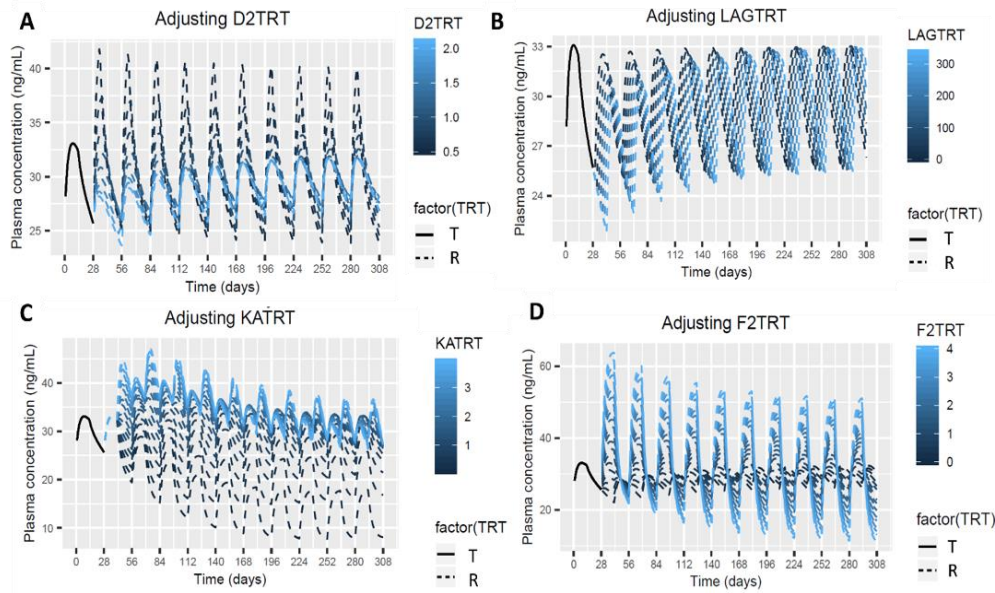 A
Adjusting D2TRT
Plasma concentration (ng/mL)
40
35
30
25
0 28 56 84 112 140 168 196 224 252 280 308
Time (days)
D2TRT
2.0
1.5
1.0
0.5
factor(TRT)
T
R
B
Adjusting LAGTRT
Plasma concentration (ng/mL)
33
30
27
24
0 28 56 84 112 140 168 196 224 252 280 308
Time (days)
LAGTRT
300
200
100
0
factor(TRT)
T
R
C
Adjusting KATRT
Plasma concentration (ng/mL)
40
30
20
10
0 28 56 84 112 140 168 196 224 252 280 308
Time (days)
KATRT
3
2
1
factor(TRT
T
R
D
Adjusting F2TRT
Plasma concentration (ng/mL)
60
40
20
0 28 56 84 112 140 168 196 224 252 280 308
Time (days)
F2TRT
4
3
2
1
0
factor(TRT)
T
R